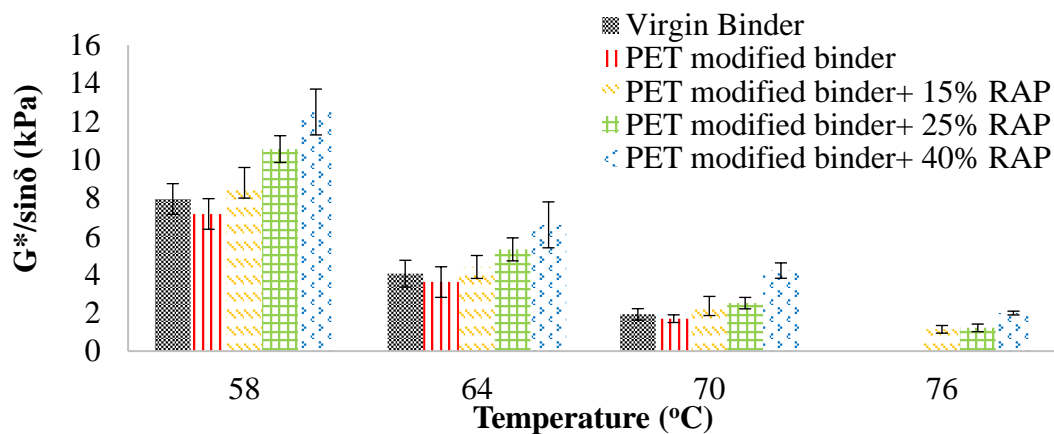 Virgin Binder
PET modified binder
PET modified binder+ 15% RAP
PET modified binder+ 25% RAP
PET modified binder+ 40% RAP
G*/sinδ (kPa)
16
14
12
10
8
6
4
2
0
58 64 70 76
Temperature (ᵒC)